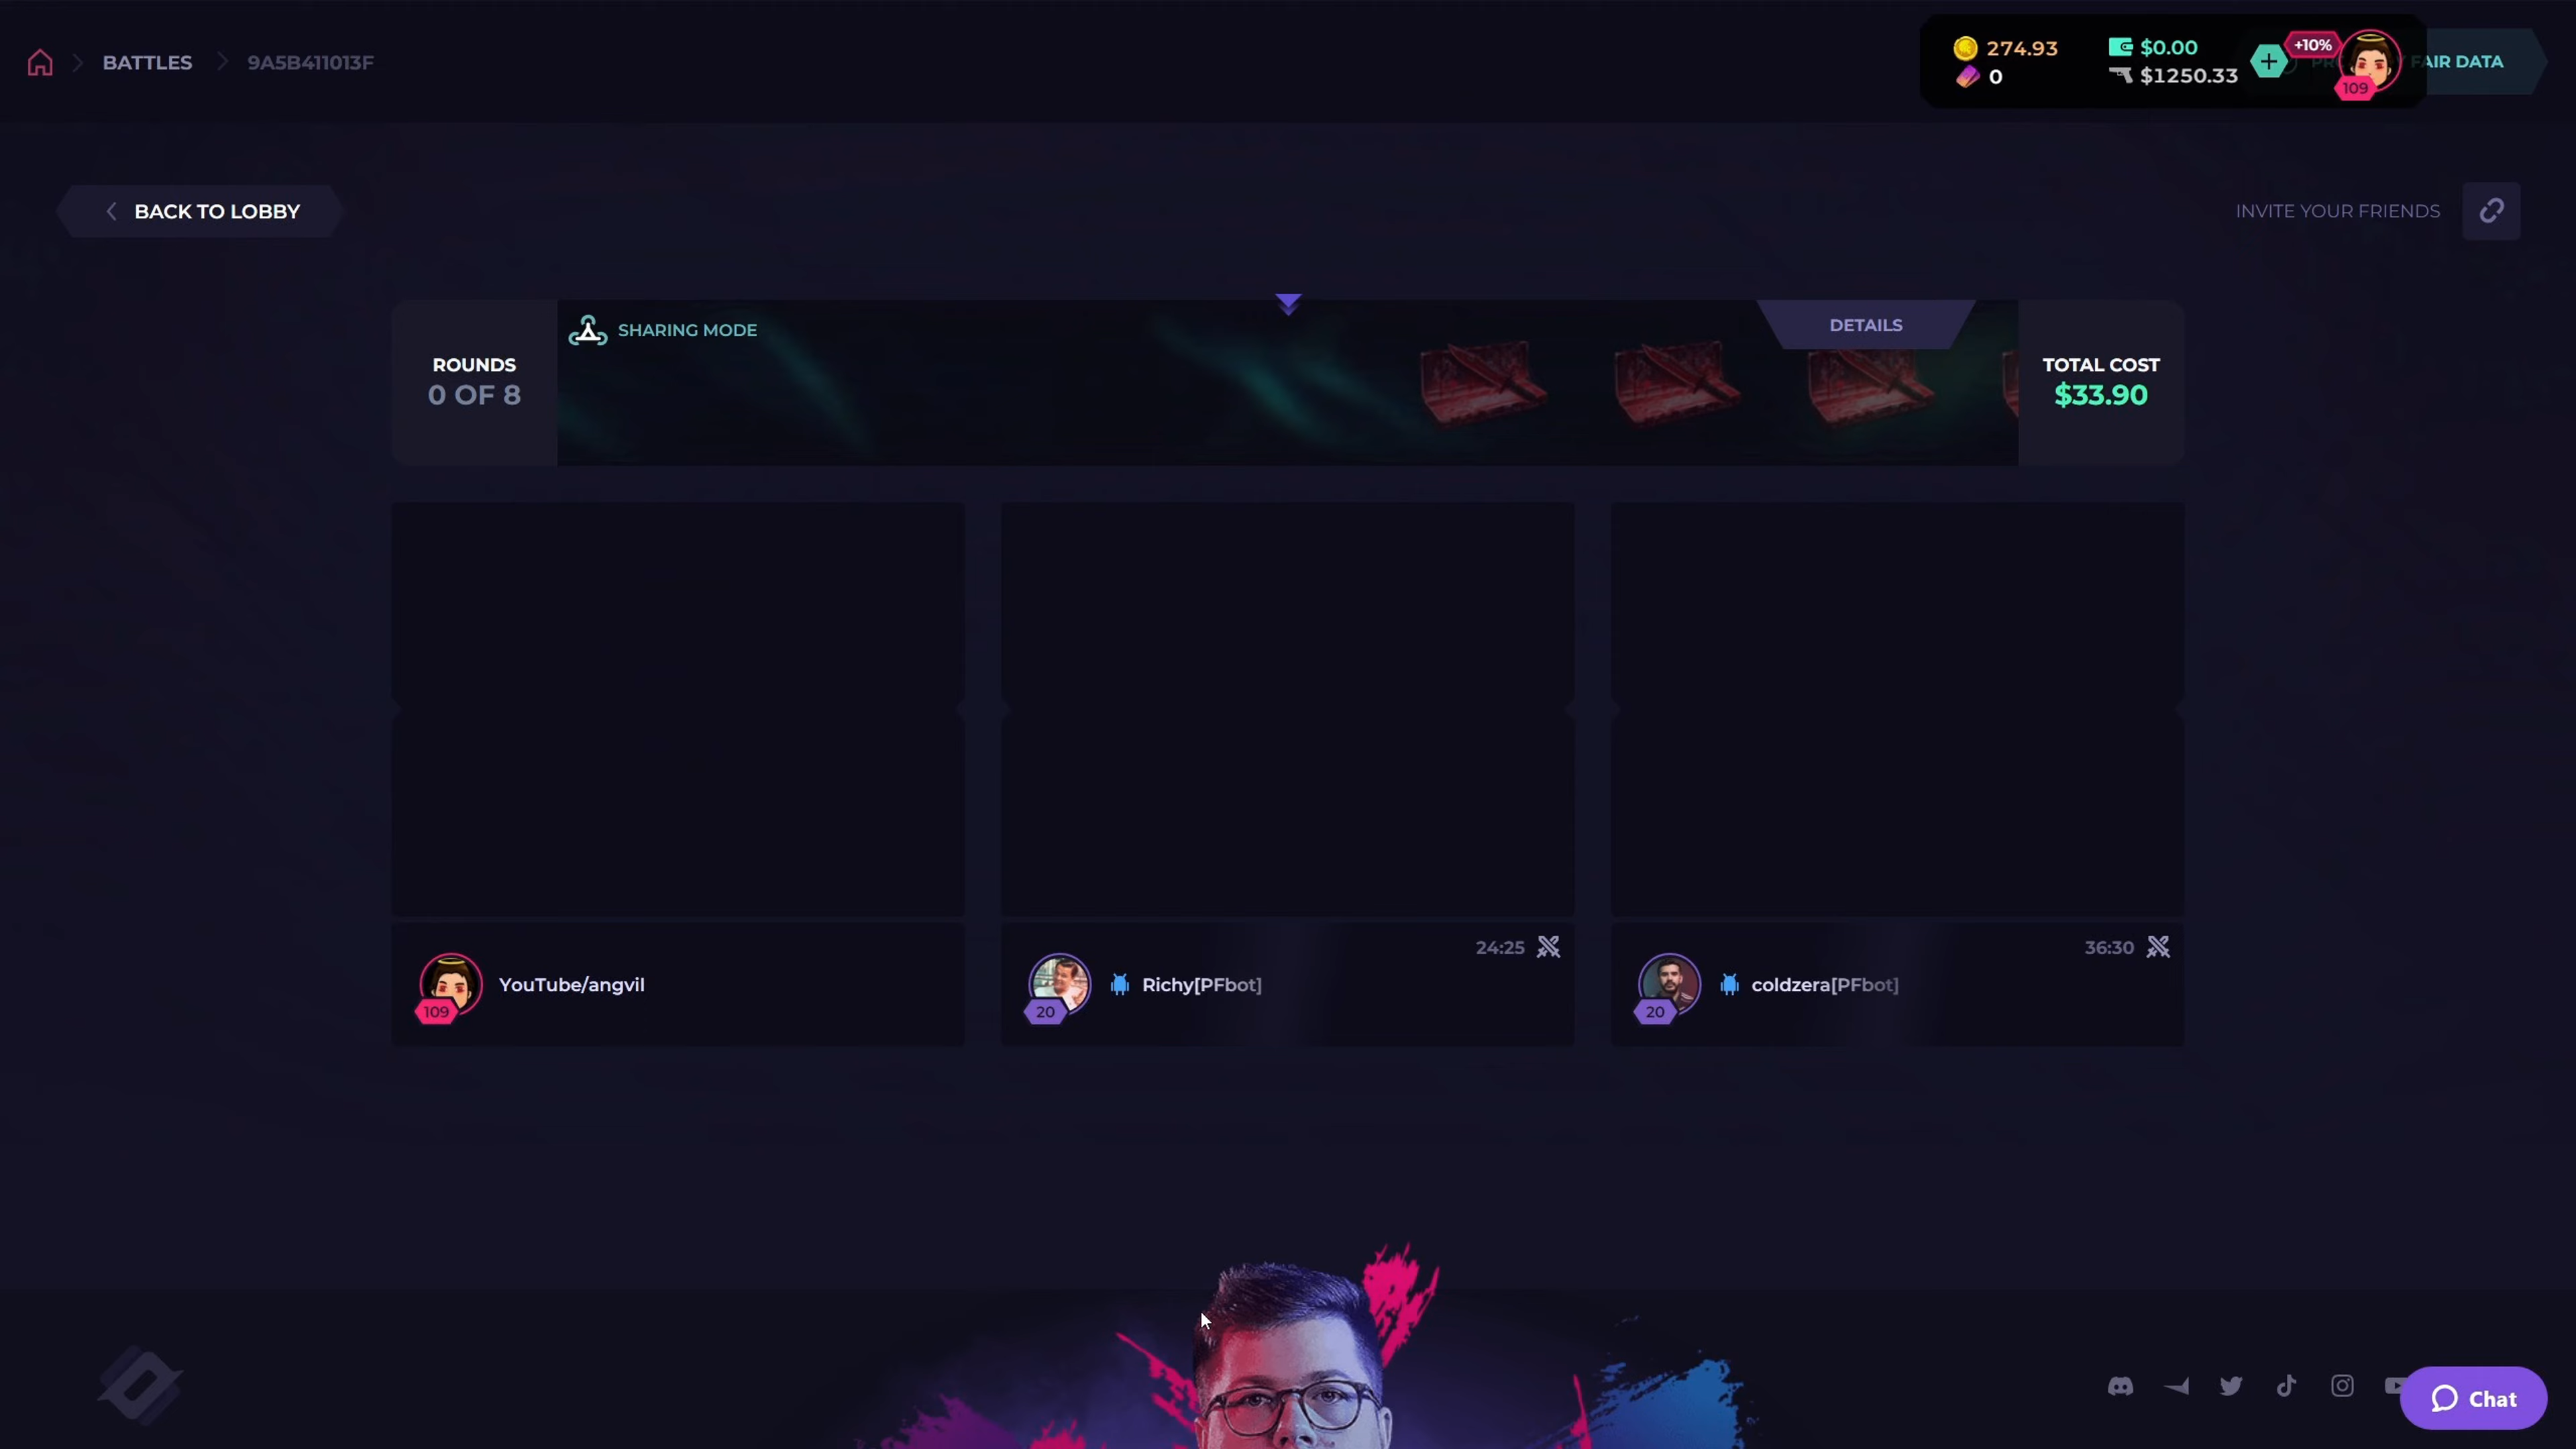 BATTLES
9A5B411013F
274.93
0
$0.00
$1250.33
+10%
109
FAIR DATA
BACK TO LOBBY
INVITE YOUR FRIENDS
ROUNDS
0 OF 8
SHARING MODE
DETAILS
TOTAL COST
$33.90
109
YouTube/angvil
24:25
20
Richy[PFbot]
36:30
20
coldzera[PFbot]
Chat